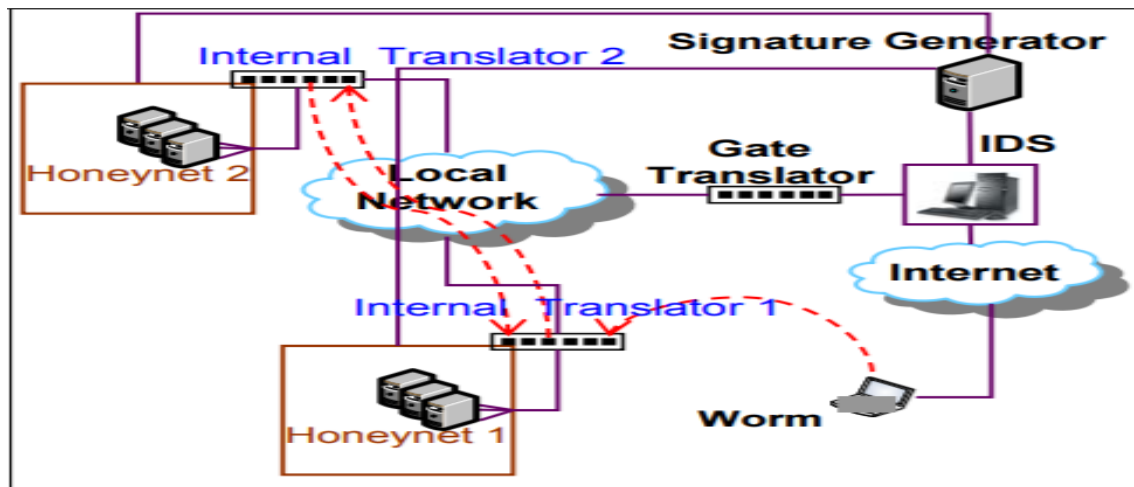 Signature Generator
Internal Translator 2
IDS
Gate
Translator
Honeynet 2
Local
Network
Internet
Internal Translator 1
Worm
Honeynet 1